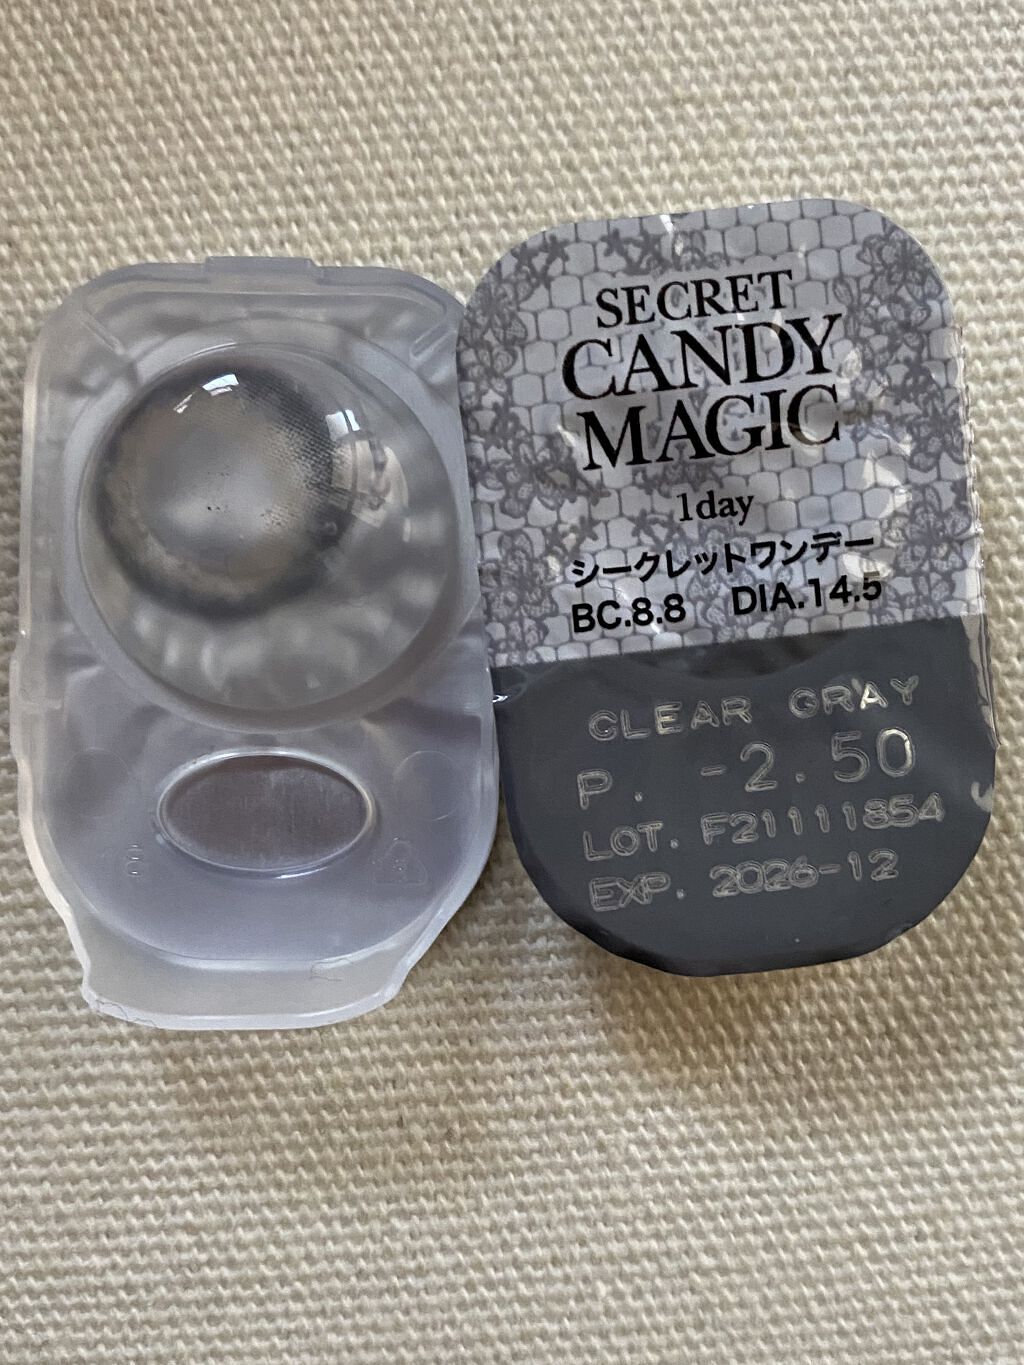 SECRET
CANDY
MAGIC
1day
シークレットワンデー
BC.8.8 DIA.14.5
CLEAR GRAY
P. -2.50
LOT. F21111854
EXP. 2026-12